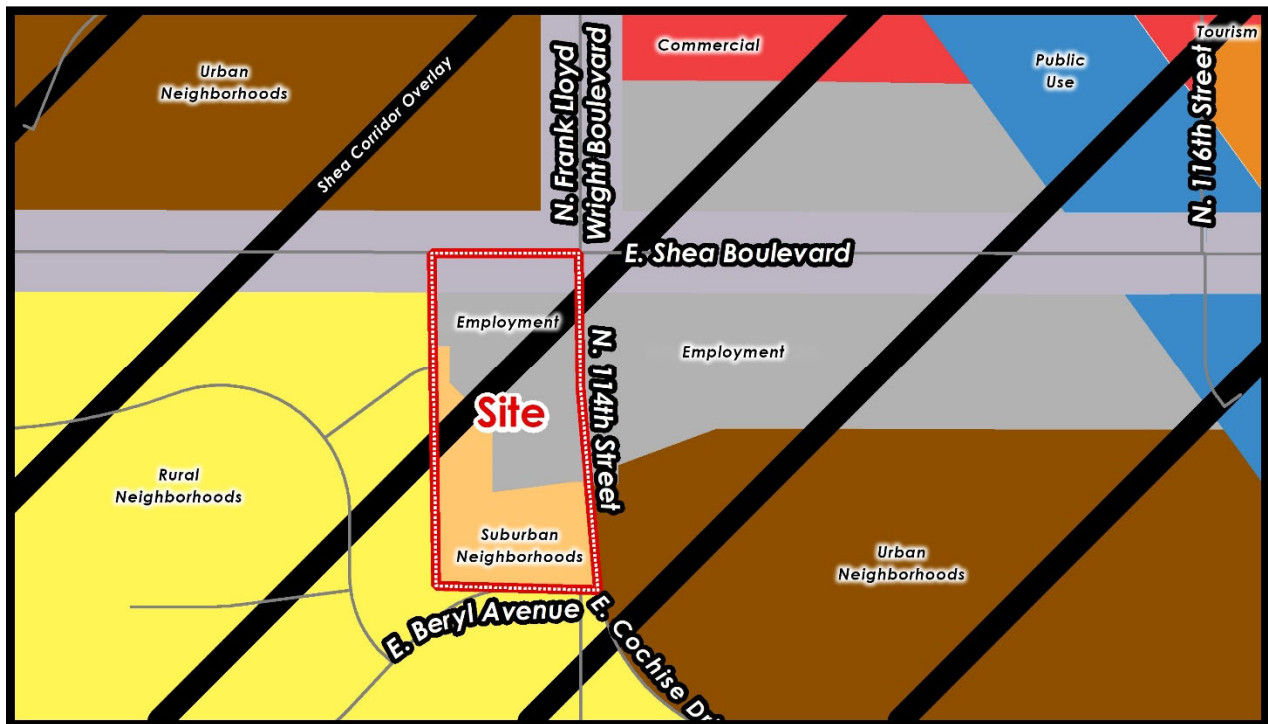 Urban
Neighborhoods
Shea Corridor Overlay
N. Frank Lloyd
Wright Boulevard
Commercial
Public
Use
Tourism
N. 116th Street
E. Shea Boulevard
Employment
Employment
N. 114th Street
Site
Rural
Neighborhoods
Suburban
Neighborhoods
Urban
Neighborhoods
E. Beryl Avenue
E. Cochise Dri